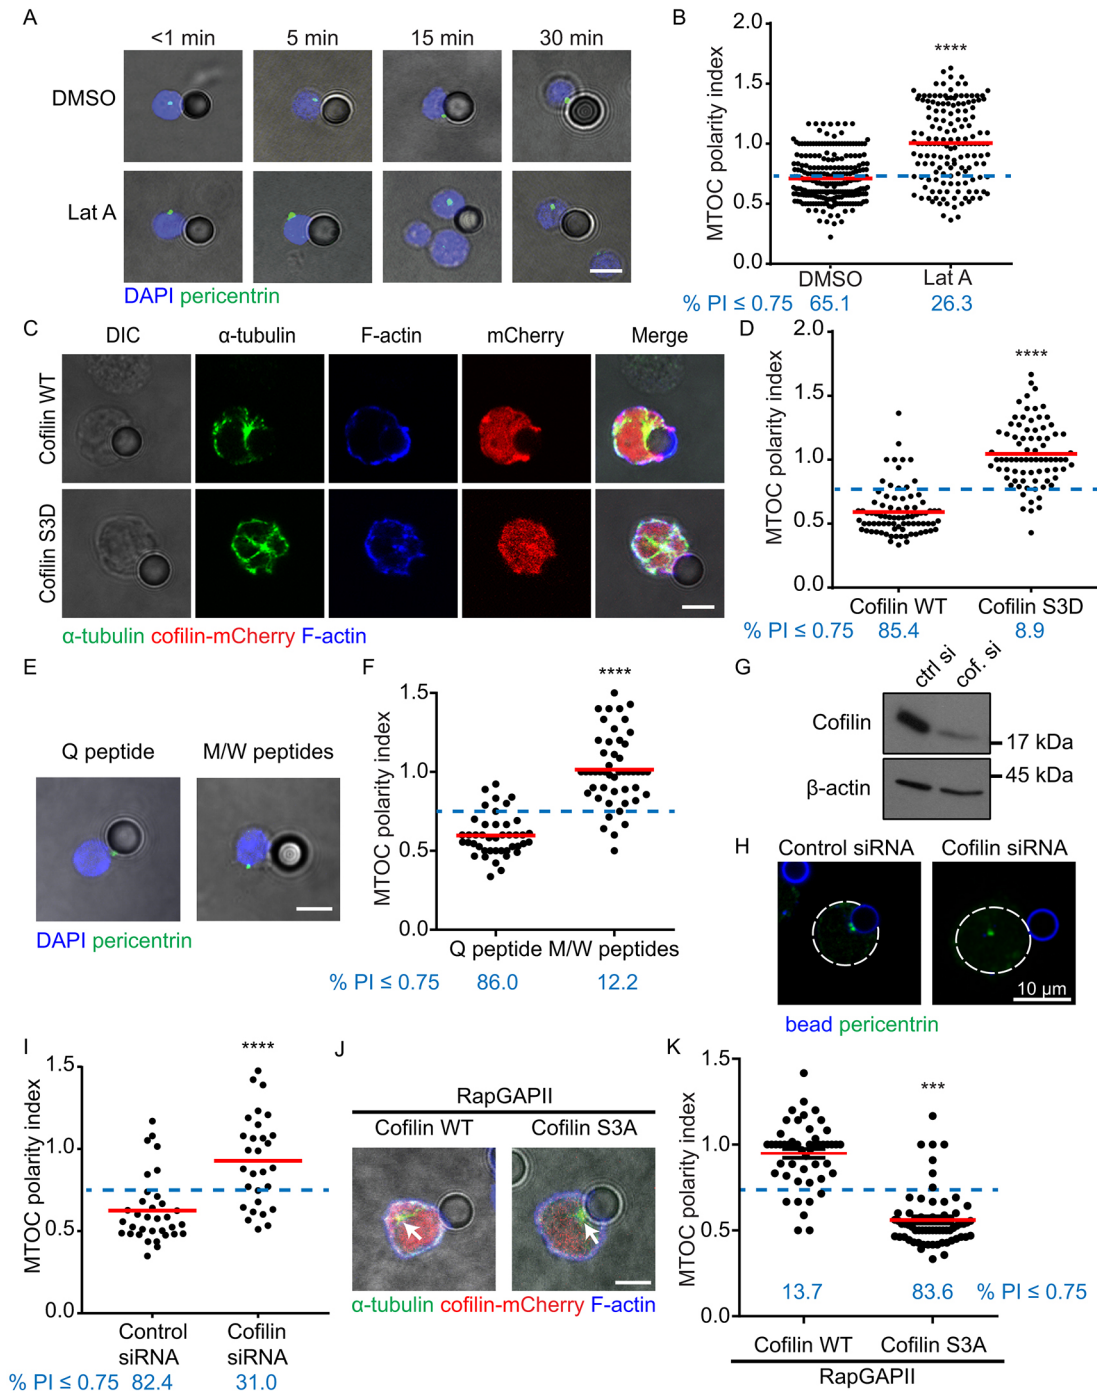 A
<1 min 5 min 15 min 30 min
DMSO
Lat A
DAPI pericentrin
B
MTOC polarity index
2.0
1.5
1.0
0.5
0.0
****
DMSO Lat A
% PI ≤ 0.75 65.1 26.3
C
DIC α-tubulin F-actin mCherry Merge
Cofilin WT
Cofilin S3D
α-tubulin cofilin-mCherry F-actin
D
MTOC polarity index
2.0
1.5
1.0
0.5
0.0
****
Cofilin WT Cofilin S3D
% PI ≤ 0.75 85.4 8.9
E
Q peptide M/W peptides
DAPI pericentrin
F
MTOC polarity index
1.5
1.0
0.5
0.0
****
Q peptide M/W peptides
% PI ≤ 0.75 86.0 12.2
G
ctrl si cof. si
Cofilin
17 kDa
45 kDa
β-actin
H
Control siRNA Cofilin siRNA
10 µm
bead pericentrin
I
MTOC polarity index
1.5
1.0
0.5
0.0
****
Control siRNA Cofilin siRNA
% PI ≤ 0.75 82.4 31.0
J
RapGAPII
Cofilin WT Cofilin S3A
α-tubulin cofilin-mCherry F-actin
K
MTOC polarity index
1.5
1.0
0.5
0.0
***
13.7 83.6 % PI ≤ 0.75
Cofilin WT Cofilin S3A
RapGAPII